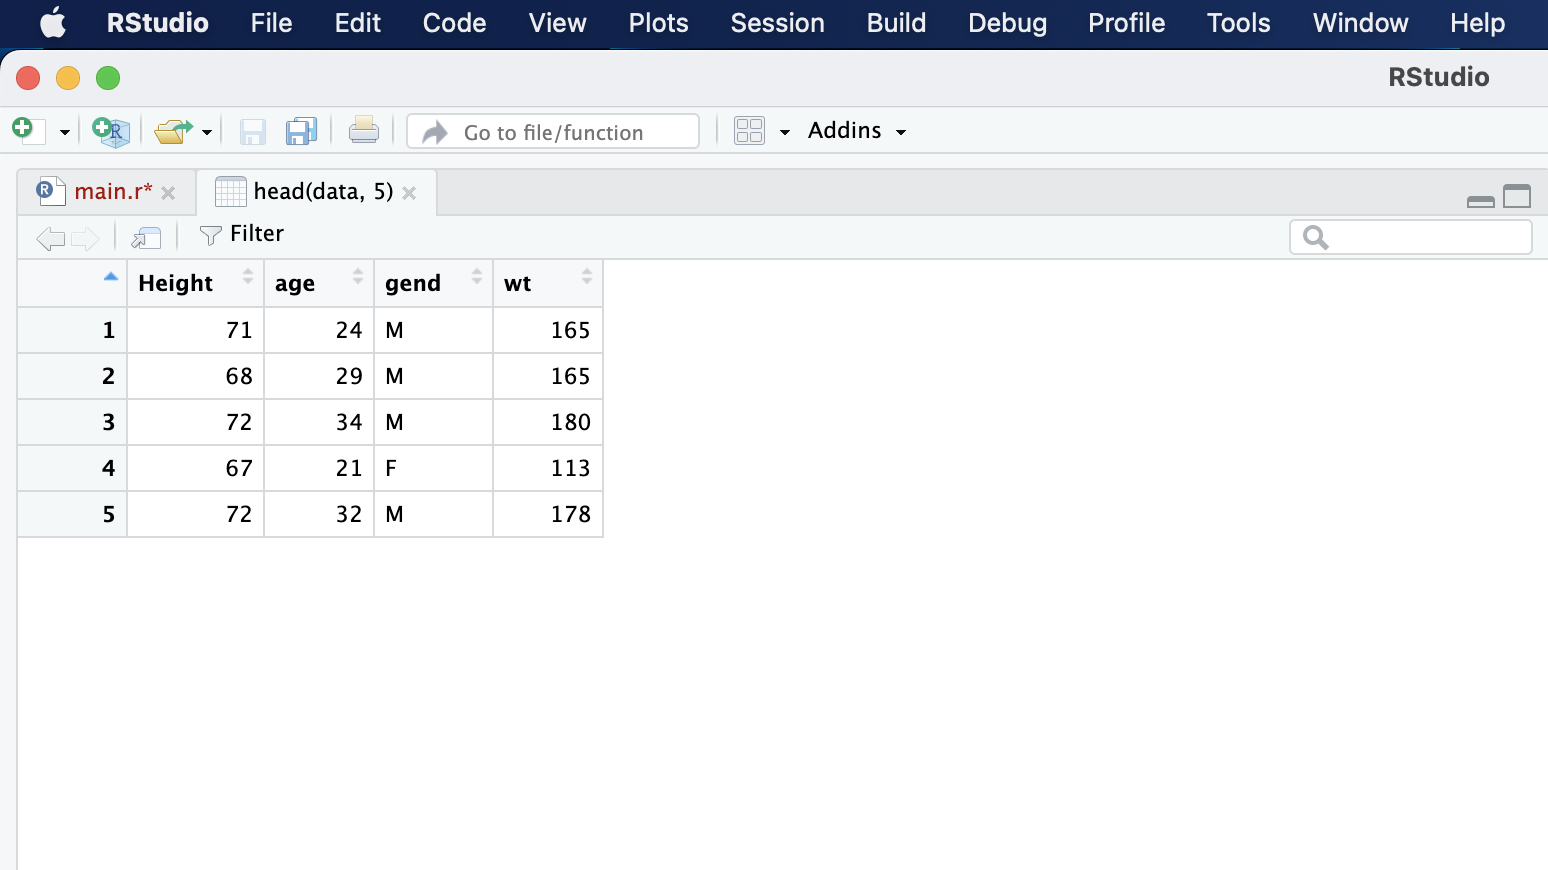 RStudio File Edit Code View Plots Session Build Debug Profile Tools Window Help
RStudio
R Go to file/function Addins
R main.r* head(data, 5)
Filter
Height age gend wt
1 71 24 M 165
2 68 29 M 165
3 72 34 M 180
4 67 21 F 113
5 72 32 M 178